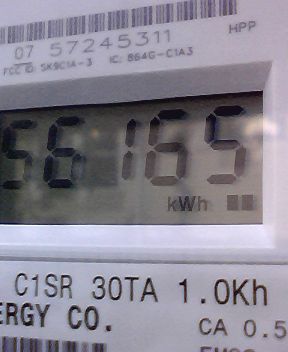 07 57245311
HPP
FCC ID: SK9C1A-3 IC: 864G-C1A3
56165
kWh
C1SR 30TA 1.0Kh
ERGY CO.
CA 0.5